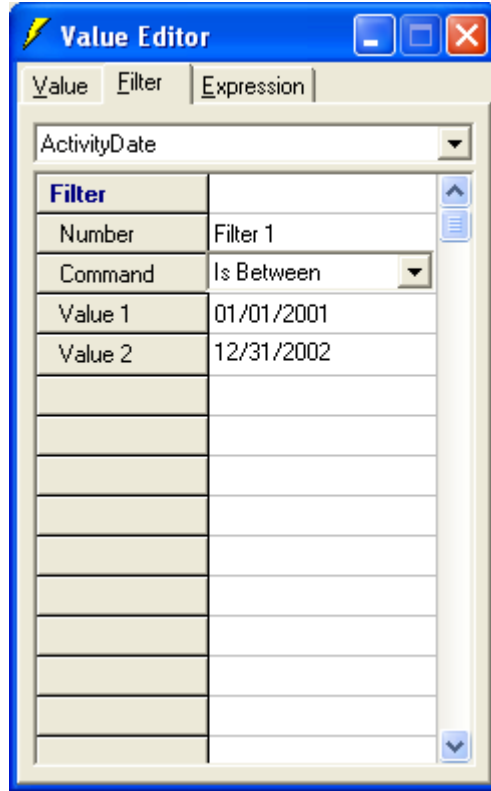 Value Editor
Value Filter Expression
ActivityDate
Filter
Number Filter 1
Command Is Between
Value 1 01/01/2001
Value 2 12/31/2002